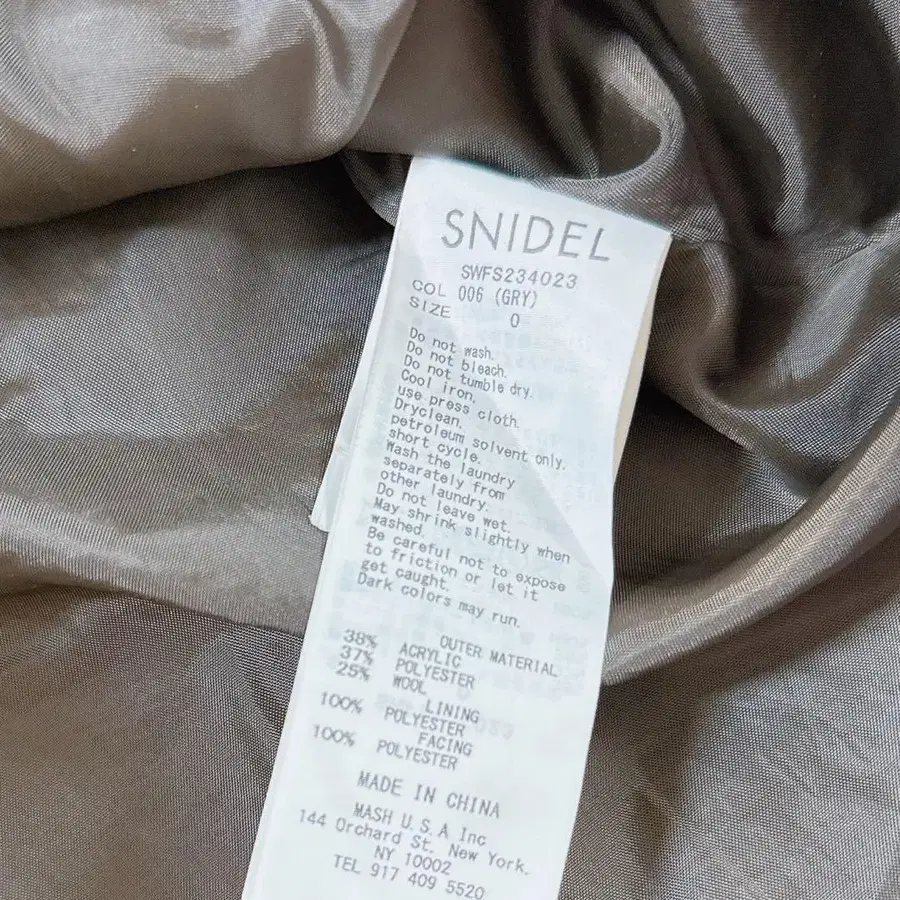 SNIDEL
SWFS234023
COL 006 (GRY)
SIZE 0
Do not wash.
Do not bleach.
Do not tumble dry.
Cool iron.
use press cloth.
Dryclean.
petroleum solvent only.
short cycle.
Wash the laundry
separately from
other laundry.
Do not leave wet.
May shrink slightly when
washed.
Be careful not to expose
to friction or let it
get caught.
Dark colors may run.
OUTER MATERIAL
38% ACRYLIC
37% POLYESTER
25% WOOL
LINING
100% POLYESTER
FACING
100% POLYESTER
MADE IN CHINA
MASH U.S.A Inc
144 Orchard St. New York.
NY 10002
TEL 917 409 5520